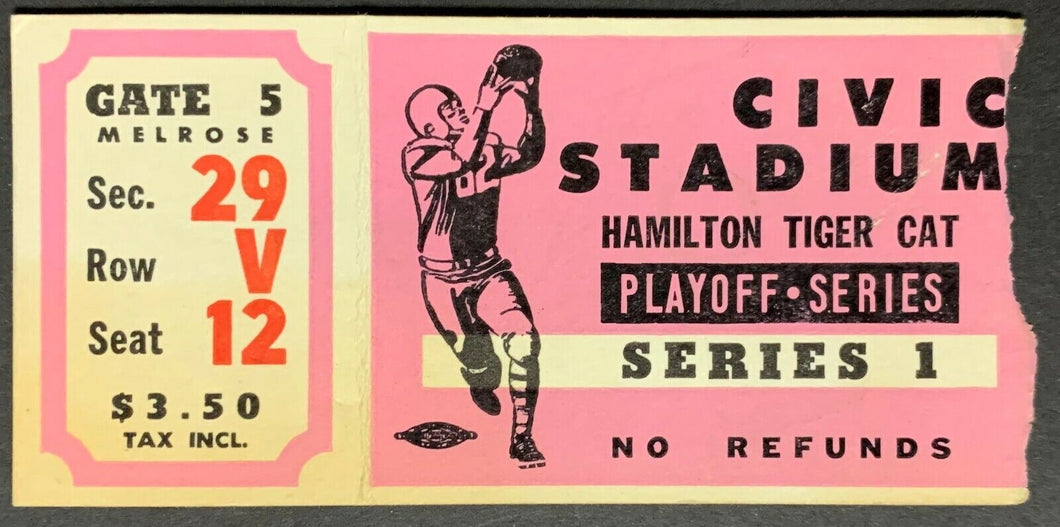 GATE 5
MELROSE
Sec. 29
Row V
Seat 12
$3.50
TAX INCL.
82
CIVIC
STADIUM
HAMILTON TIGER CAT
PLAYOFF • SERIES
SERIES 1
NO REFUNDS